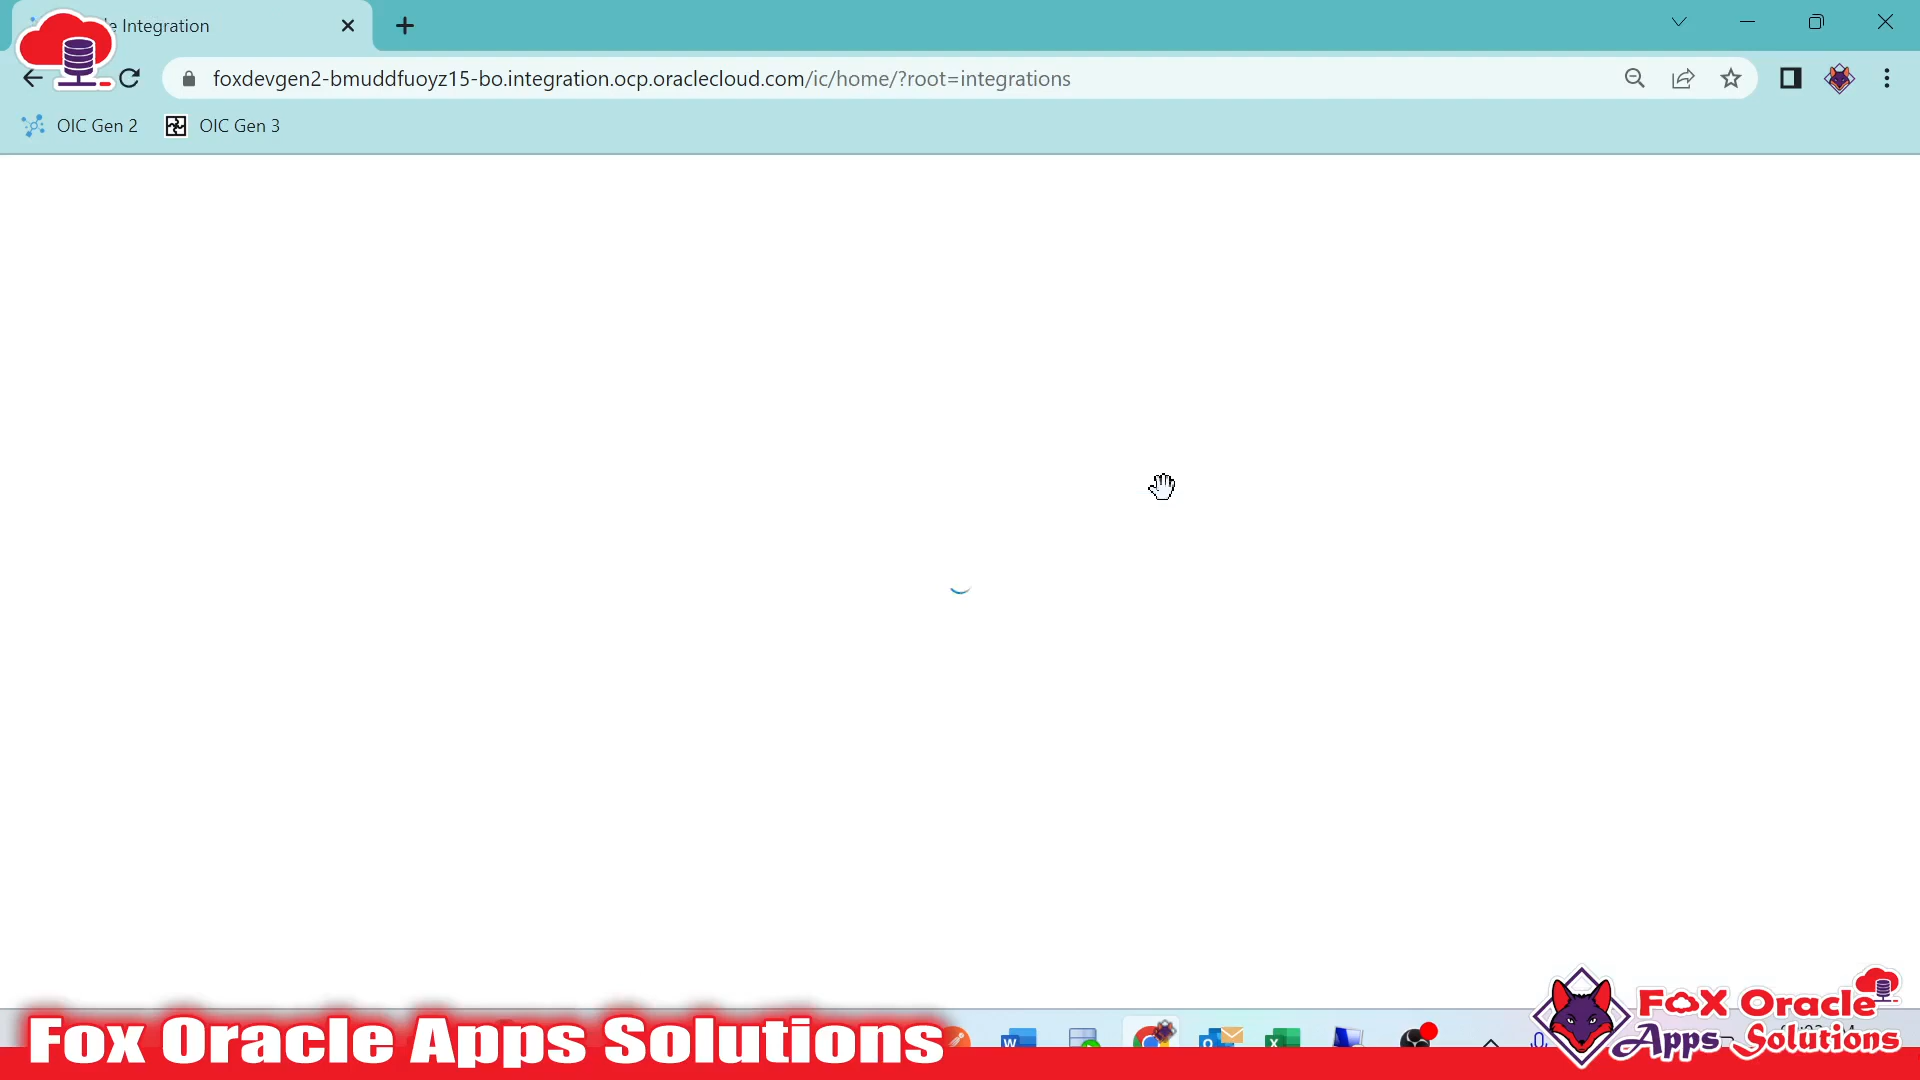 Integration
foxdevgen2-bmuddfuoyz15-bo.integration.ocp.oraclecloud.com/ic/home/?root=integrations
OIC Gen 2
OIC Gen 3
Fox Oracle Apps Solutions
Fox Oracle
Apps Solutions